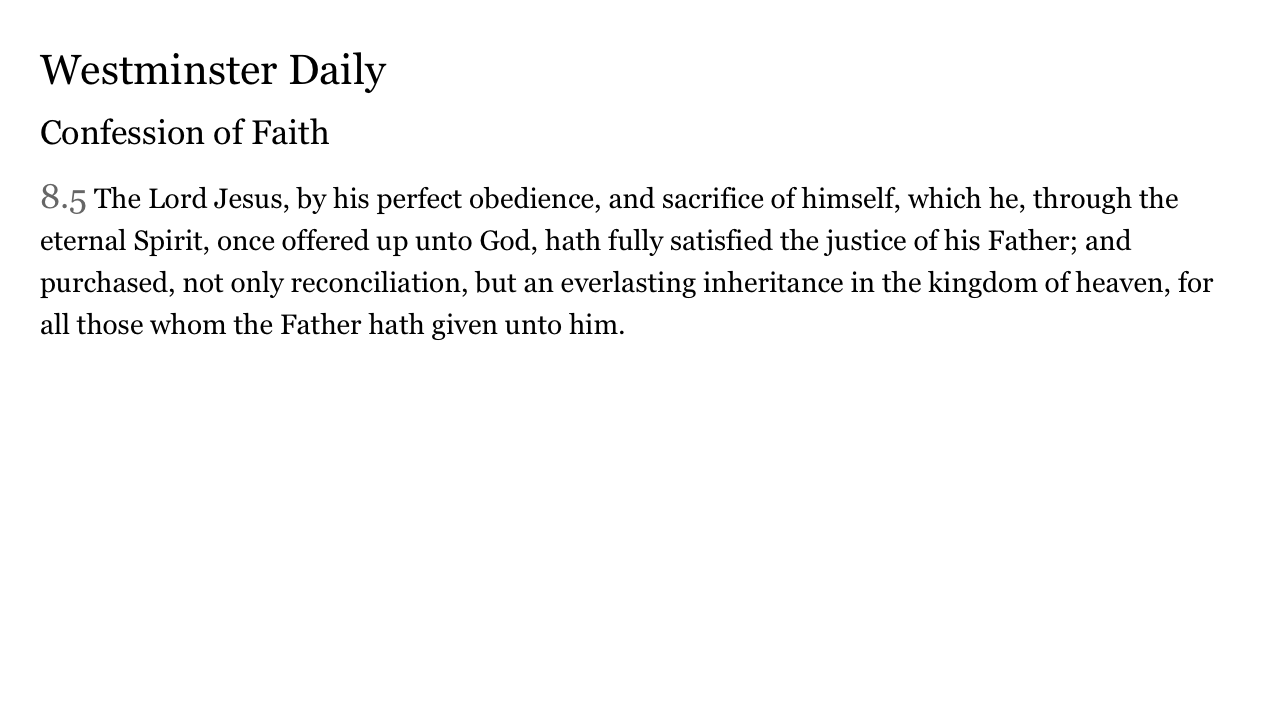 Westminster Daily
Confession of Faith
8.5 The Lord Jesus, by his perfect obedience, and sacrifice of himself, which he, through the
eternal Spirit, once offered up unto God, hath fully satisfied the justice of his Father; and
purchased, not only reconciliation, but an everlasting inheritance in the kingdom of heaven, for
all those whom the Father hath given unto him.